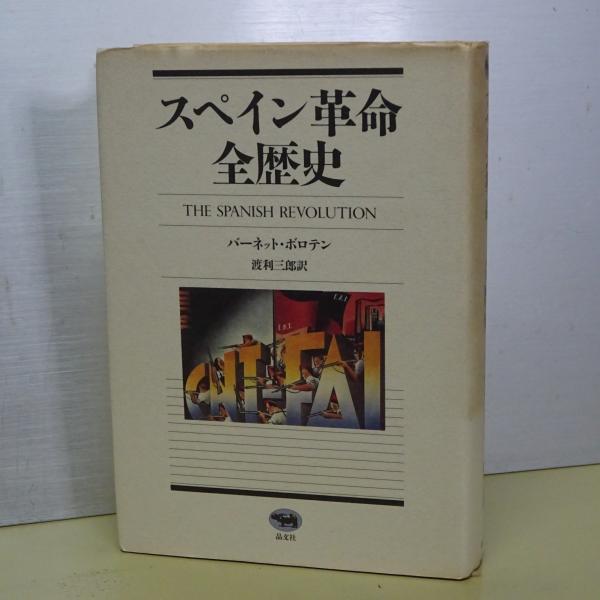 スペイン革命
全歴史
THE SPANISH REVOLUTION
バーネット・ボロテン
渡利三郎訳
CNT-FAI
晶文社